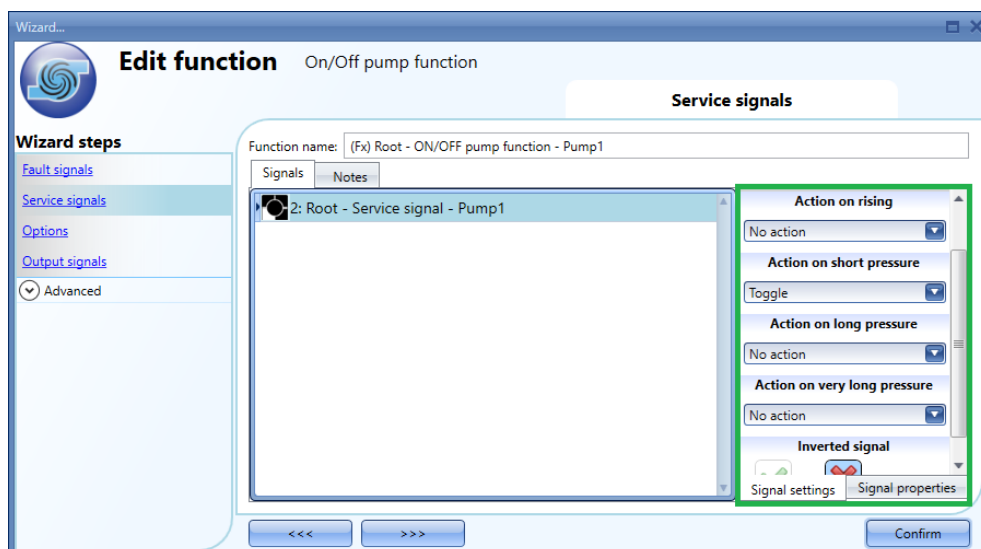 Wizard...
Edit function On/Off pump function
Service signals
Wizard steps
Fault signals
Service signals
Options
Output signals
Advanced
Function name: (Fx) Root - ON/OFF pump function - Pump1
Signals Notes
2: Root - Service signal - Pump1
Action on rising
No action
Action on short pressure
Toggle
Action on long pressure
No action
Action on very long pressure
No action
Inverted signal
Signal settings Signal properties
<<< >>> Confirm